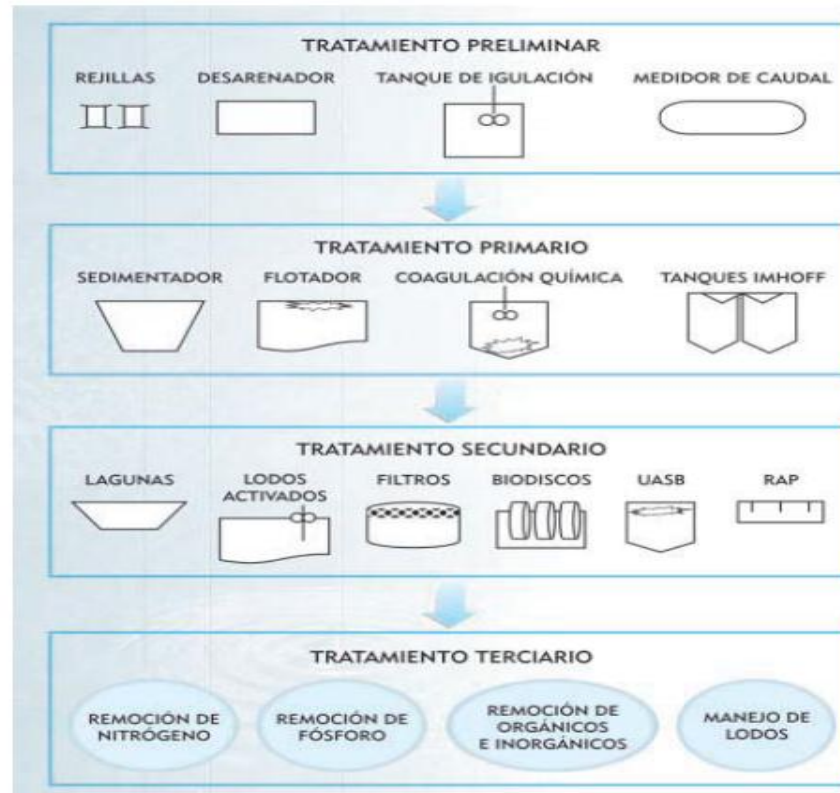 TRATAMIENTO PRELIMINAR
REJILLAS
DESARENADOR
TANQUE DE IGULACIÓN
MEDIDOR DE CAUDAL
TRATAMIENTO PRIMARIO
SEDIMENTADOR
FLOTADOR
COAGULACIÓN QUÍMICA
TANQUES IMHOFF
TRATAMIENTO SECUNDARIO
LAGUNAS
LODOS
ACTIVADOS
FILTROS
BIODISCOS
UASB
RAP
TRATAMIENTO TERCIARIO
REMOCIÓN DE
NITRÓGENO
REMOCIÓN DE
FÓSFORO
REMOCIÓN DE
ORGÁNICOS
E INORGÁNICOS
MANEJO DE
LODOS